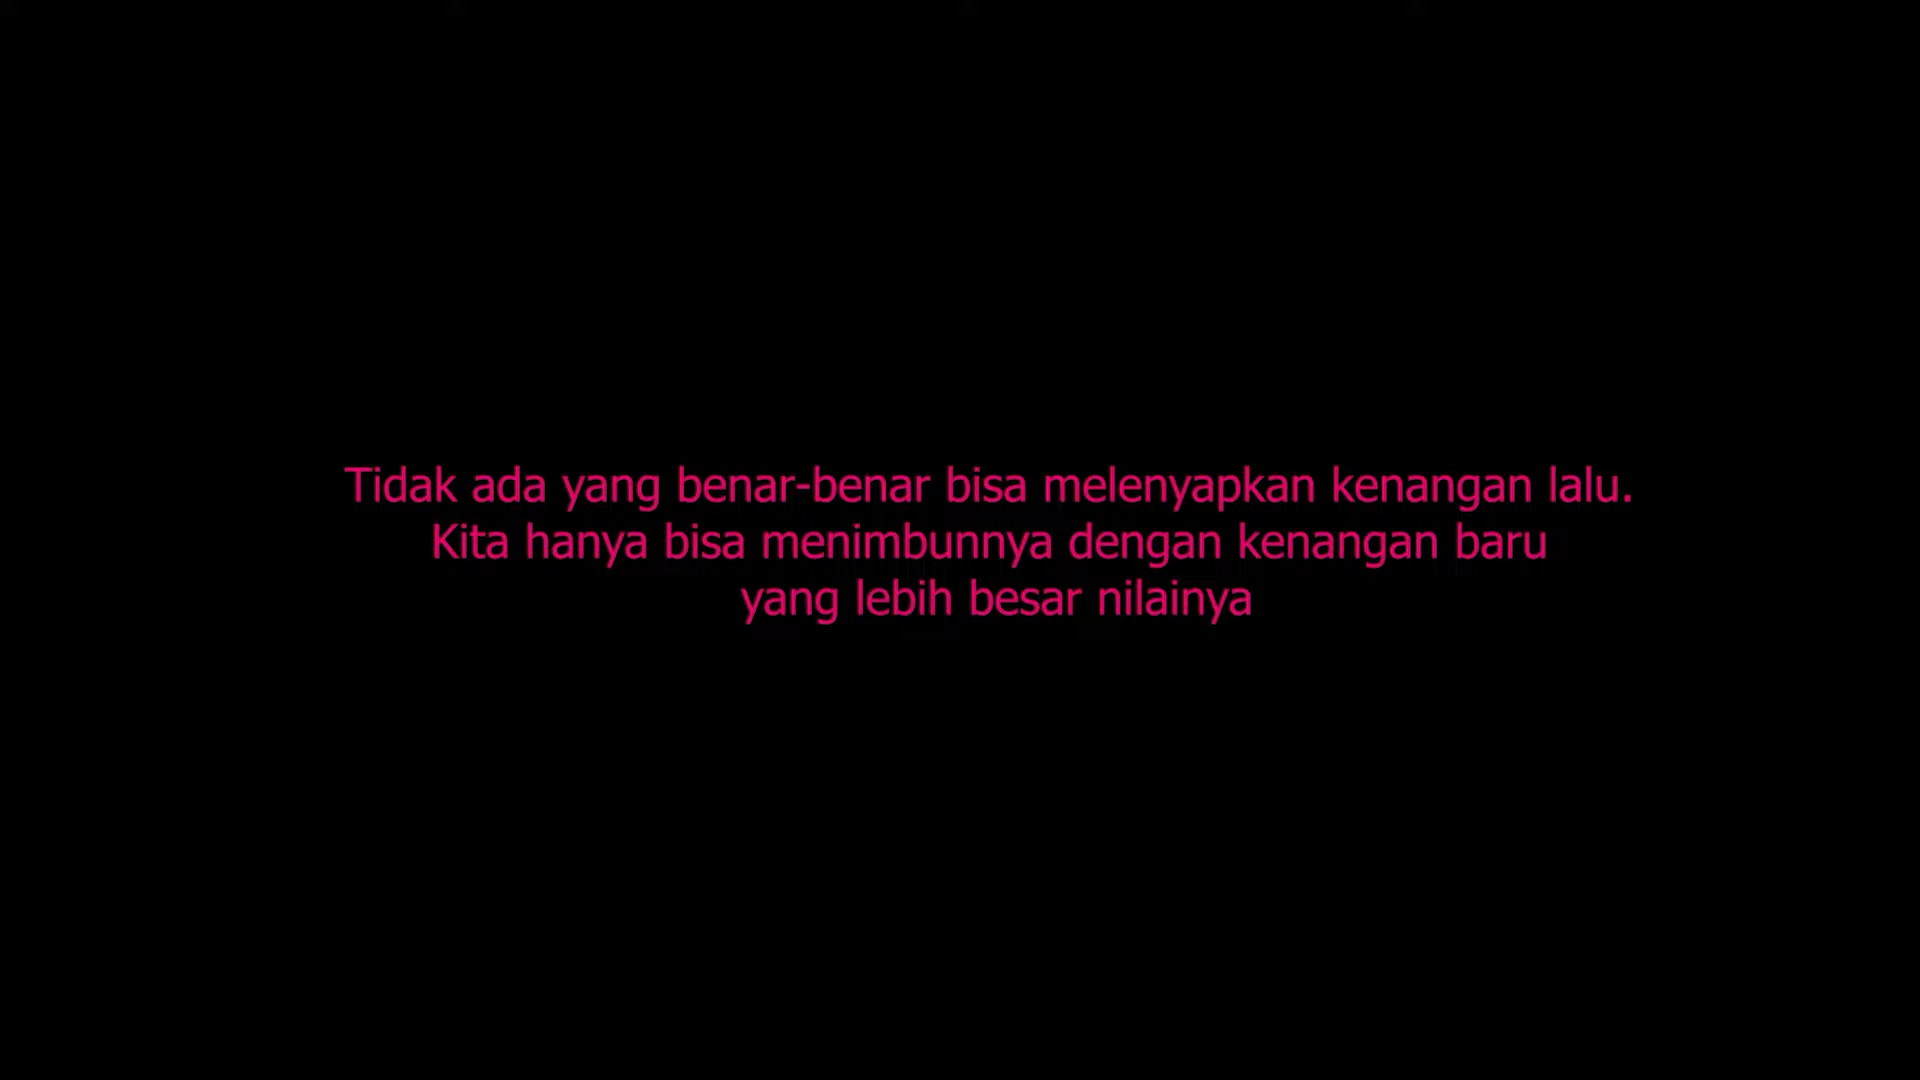 Tidak ada yang benar-benar bisa melenyapkan kenangan lalu.
Kita hanya bisa menimbunnya dengan kenangan baru
yang lebih besar nilainya